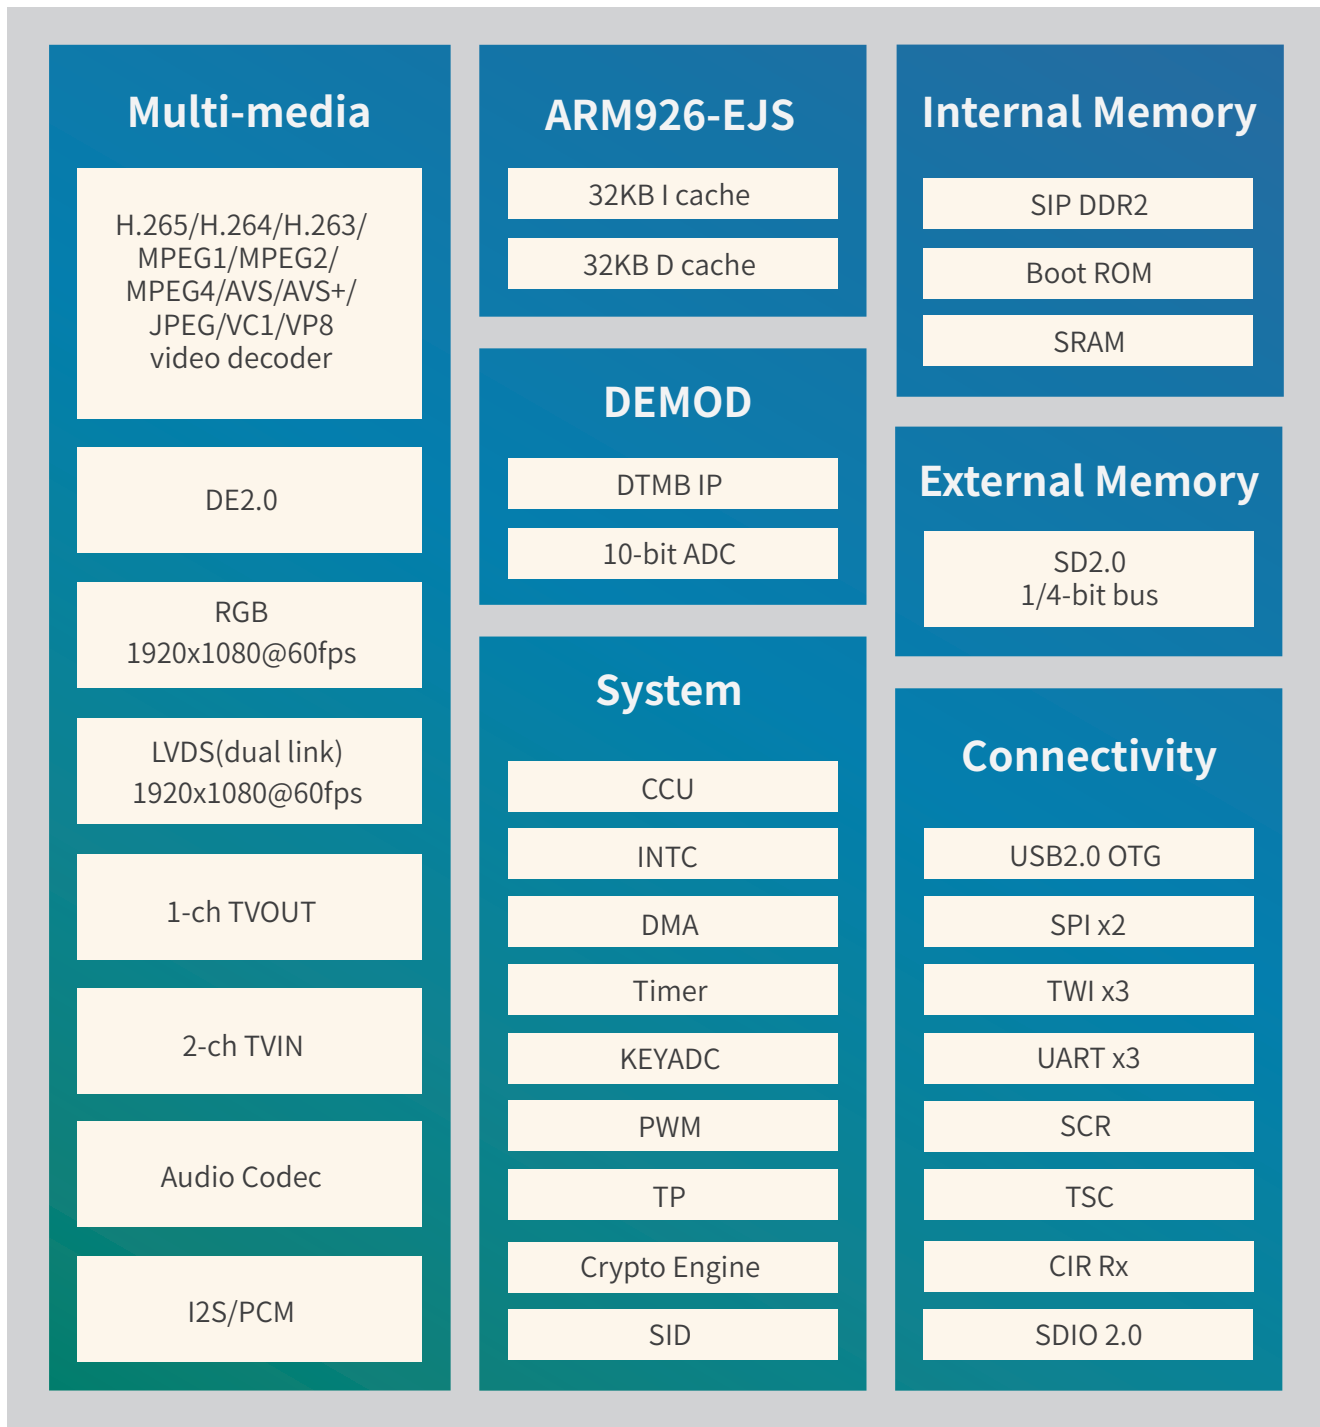 Multi-media
H.265/H.264/H.263/
MPEG1/MPEG2/
MPEG4/AVS/AVS+/
JPEG/VC1/VP8
video decoder
DE2.0
RGB
1920x1080@60fps
LVDS(dual link)
1920x1080@60fps
1-ch TVOUT
2-ch TVIN
Audio Codec
I2S/PCM
ARM926-EJS
32KB I cache
32KB D cache
DEMOD
DTMB IP
10-bit ADC
System
CCU
INTC
DMA
Timer
KEYADC
PWM
TP
Crypto Engine
SID
Internal Memory
SIP DDR2
Boot ROM
SRAM
External Memory
SD2.0
1/4-bit bus
Connectivity
USB2.0 OTG
SPI x2
TWI x3
UART x3
SCR
TSC
CIR Rx
SDIO 2.0